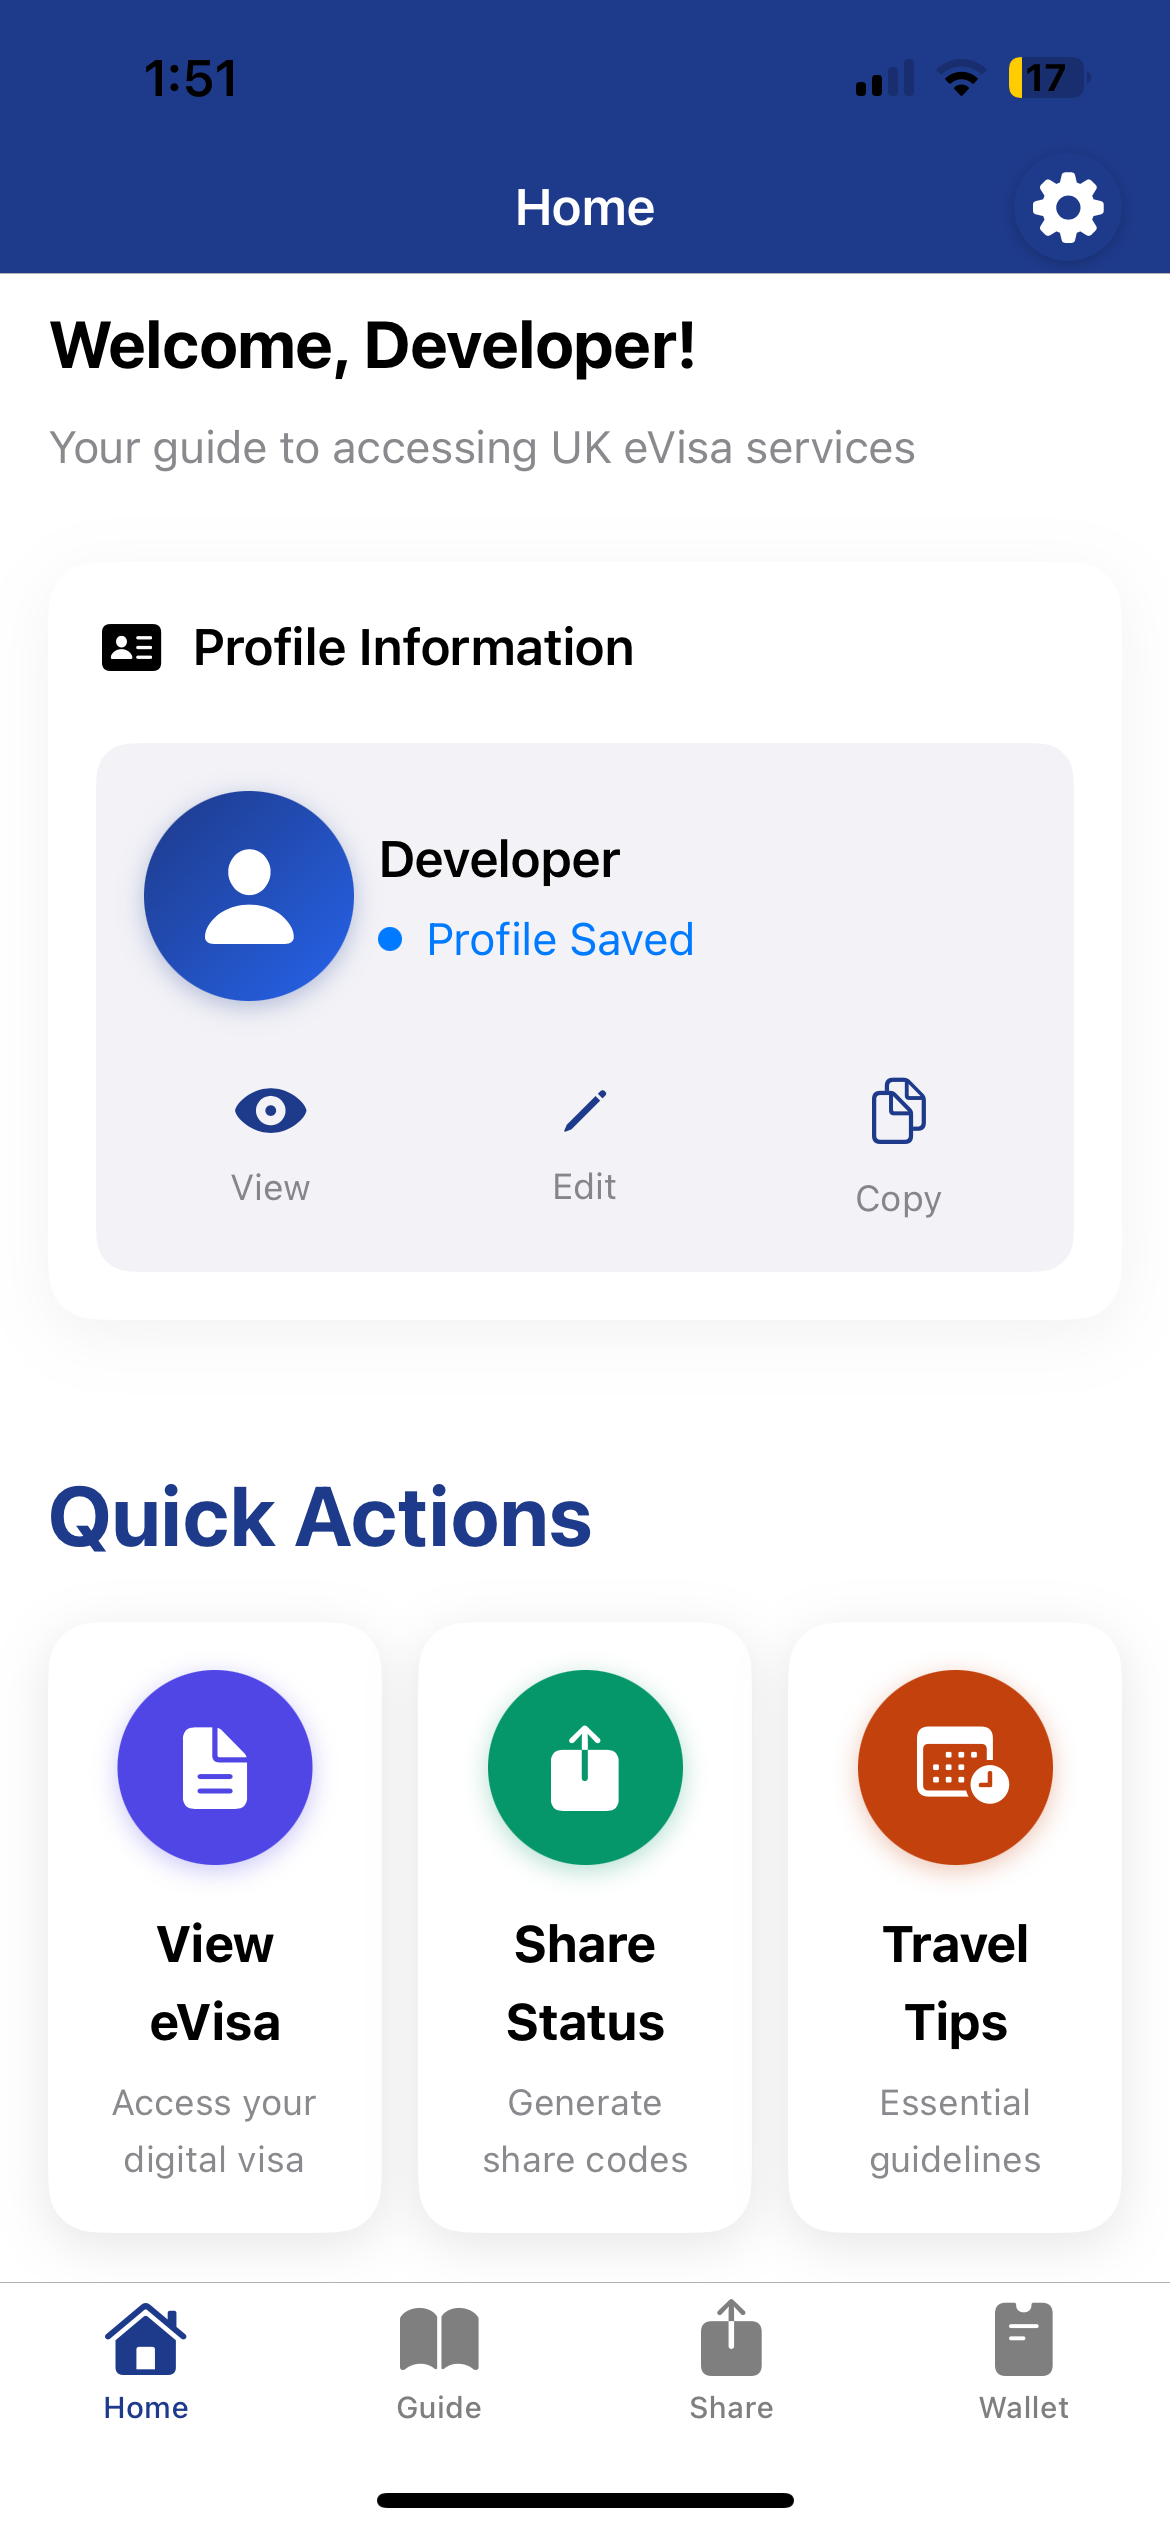 1:51
17
Home
Welcome, Developer!
Your guide to accessing UK eVisa services
Profile Information
Developer
Profile Saved
View
Edit
Copy
Quick Actions
View
eVisa
Access your
digital visa
Share
Status
Generate
share codes
Travel
Tips
Essential
guidelines
Home
Guide
Share
Wallet